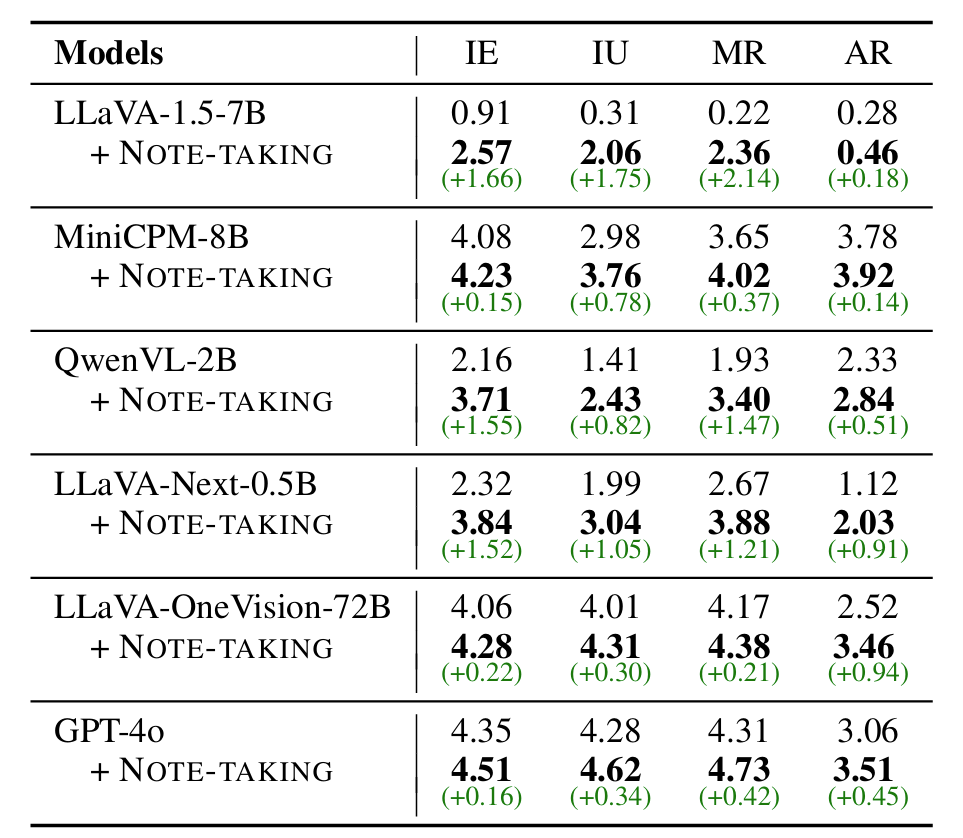 Models IE IU MR AR
LLaVA-1.5-7B 0.91 0.31 0.22 0.28
+ NOTE-TAKING 2.57 2.06 2.36 0.46
(+1.66) (+1.75) (+2.14) (+0.18)
MiniCPM-8B 4.08 2.98 3.65 3.78
+ NOTE-TAKING 4.23 3.76 4.02 3.92
(+0.15) (+0.78) (+0.37) (+0.14)
QwenVL-2B 2.16 1.41 1.93 2.33
+ NOTE-TAKING 3.71 2.43 3.40 2.84
(+1.55) (+0.82) (+1.47) (+0.51)
LLaVA-Next-0.5B 2.32 1.99 2.67 1.12
+ NOTE-TAKING 3.84 3.04 3.88 2.03
(+1.52) (+1.05) (+1.21) (+0.91)
LLaVA-OneVision-72B 4.06 4.01 4.17 2.52
+ NOTE-TAKING 4.28 4.31 4.38 3.46
(+0.22) (+0.30) (+0.21) (+0.94)
GPT-4o 4.35 4.28 4.31 3.06
+ NOTE-TAKING 4.51 4.62 4.73 3.51
(+0.16) (+0.34) (+0.42) (+0.45)